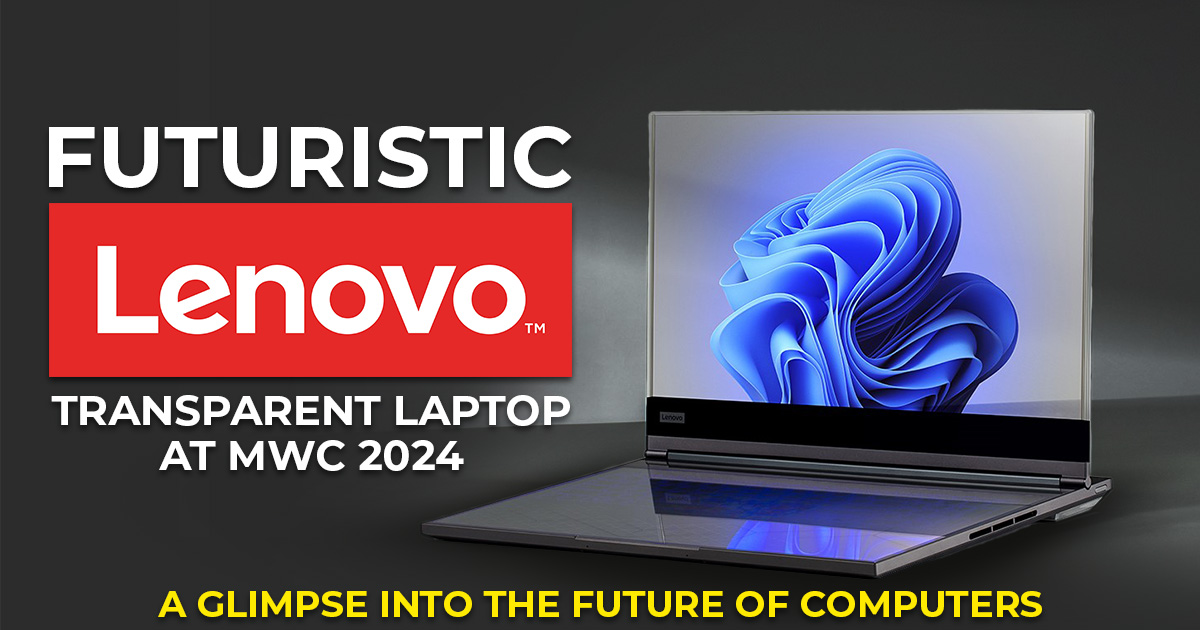 FUTURISTIC
Lenovo™
TRANSPARENT LAPTOP
AT MWC 2024
Lenovo
A GLIMPSE INTO THE FUTURE OF COMPUTERS